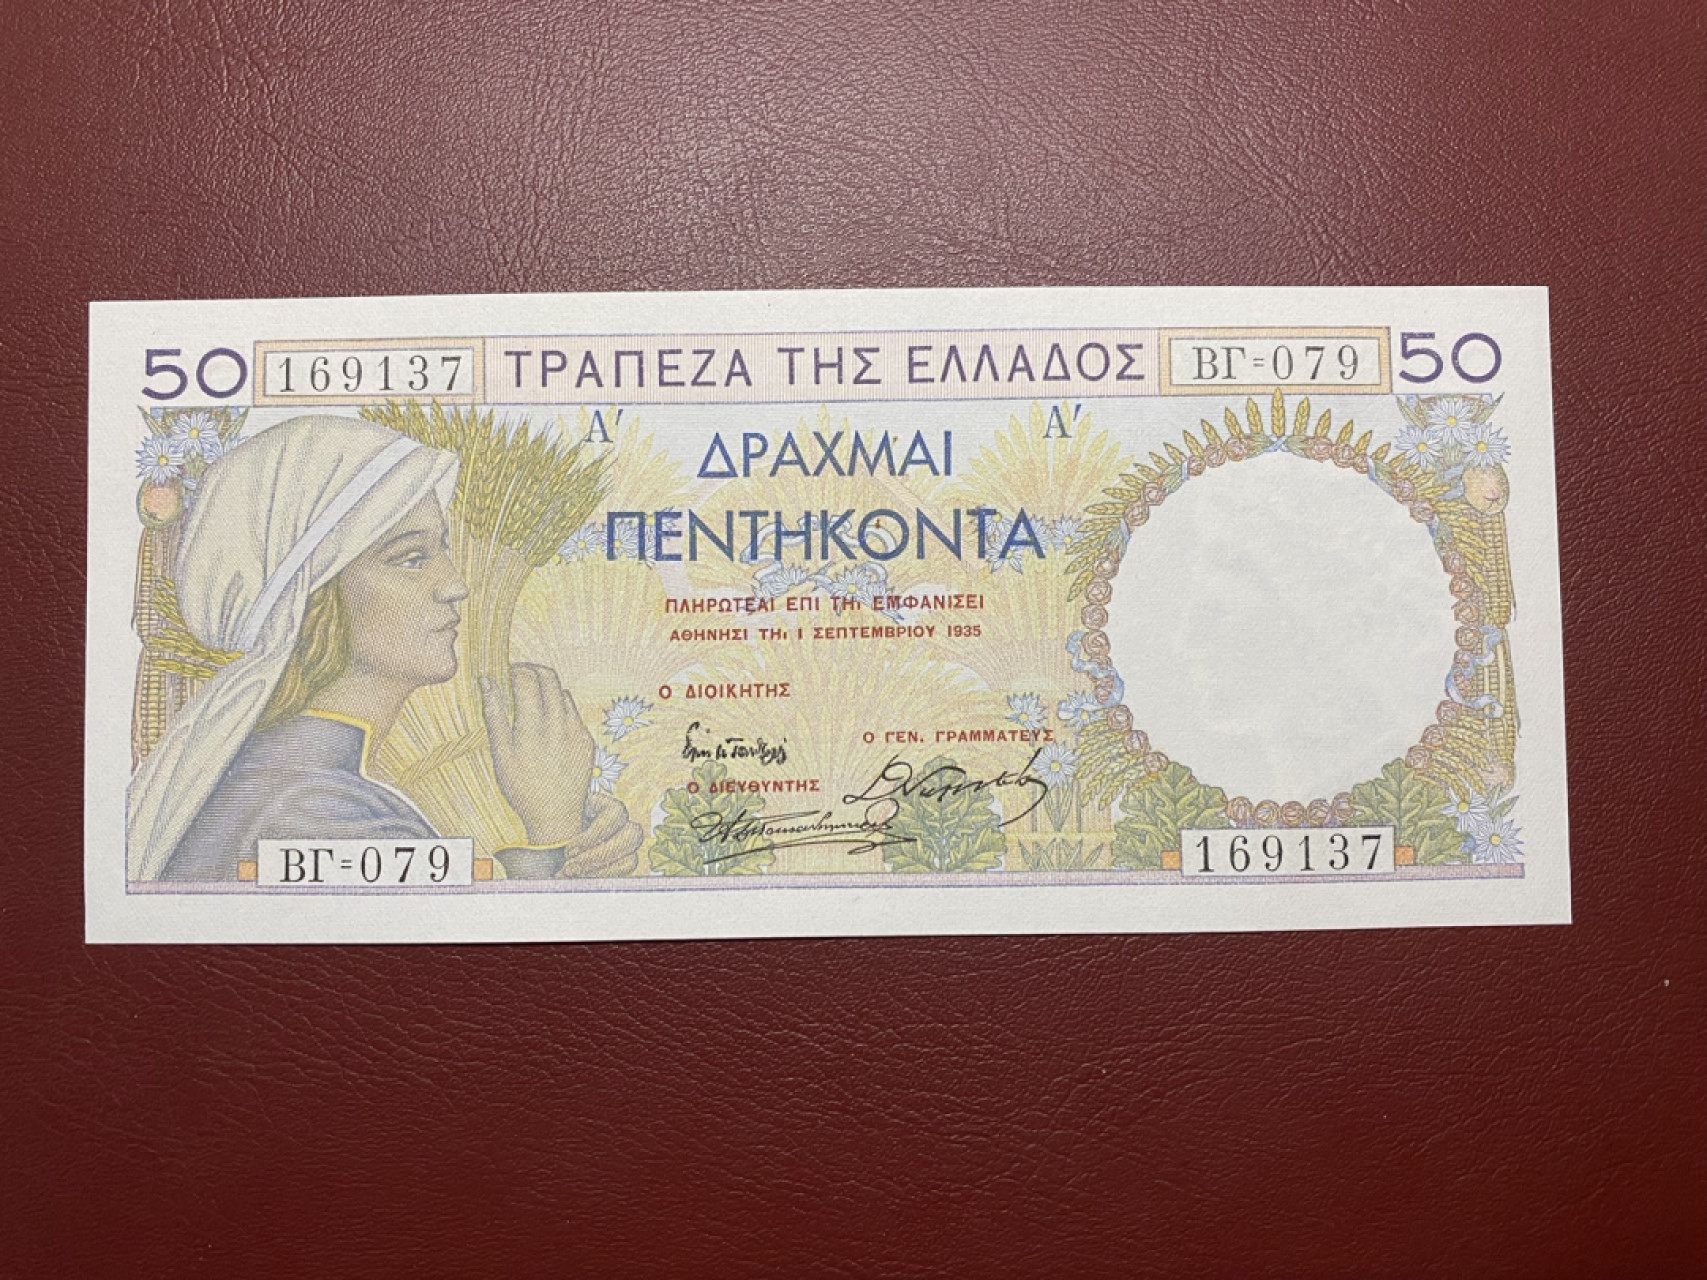 50 169137 ΤΡΑΠΕΖΑ ΤΗΣ ΕΛΛΑΔΟΣ ΒΓ=079 50
Α′ Α′
ΔΡΑΧΜΑΙ
ΠΕΝΤΗΚΟΝΤΑ
ΠΛΗΡΩΤΕΑΙ ΕΠΙ ΤΗι ΕΜΦΑΝΙΣΕΙ
ΑΘΗΝΗΣΙ ΤΗι 1 ΣΕΠΤΕΜΒΡΙΟΥ 1935
Ο ΔΙΟΙΚΗΤΗΣ
Ο ΓΕΝ. ΓΡΑΜΜΑΤΕΥΣ
Ο ΔΙΕΥΘΥΝΤΗΣ
ΒΓ=079 169137